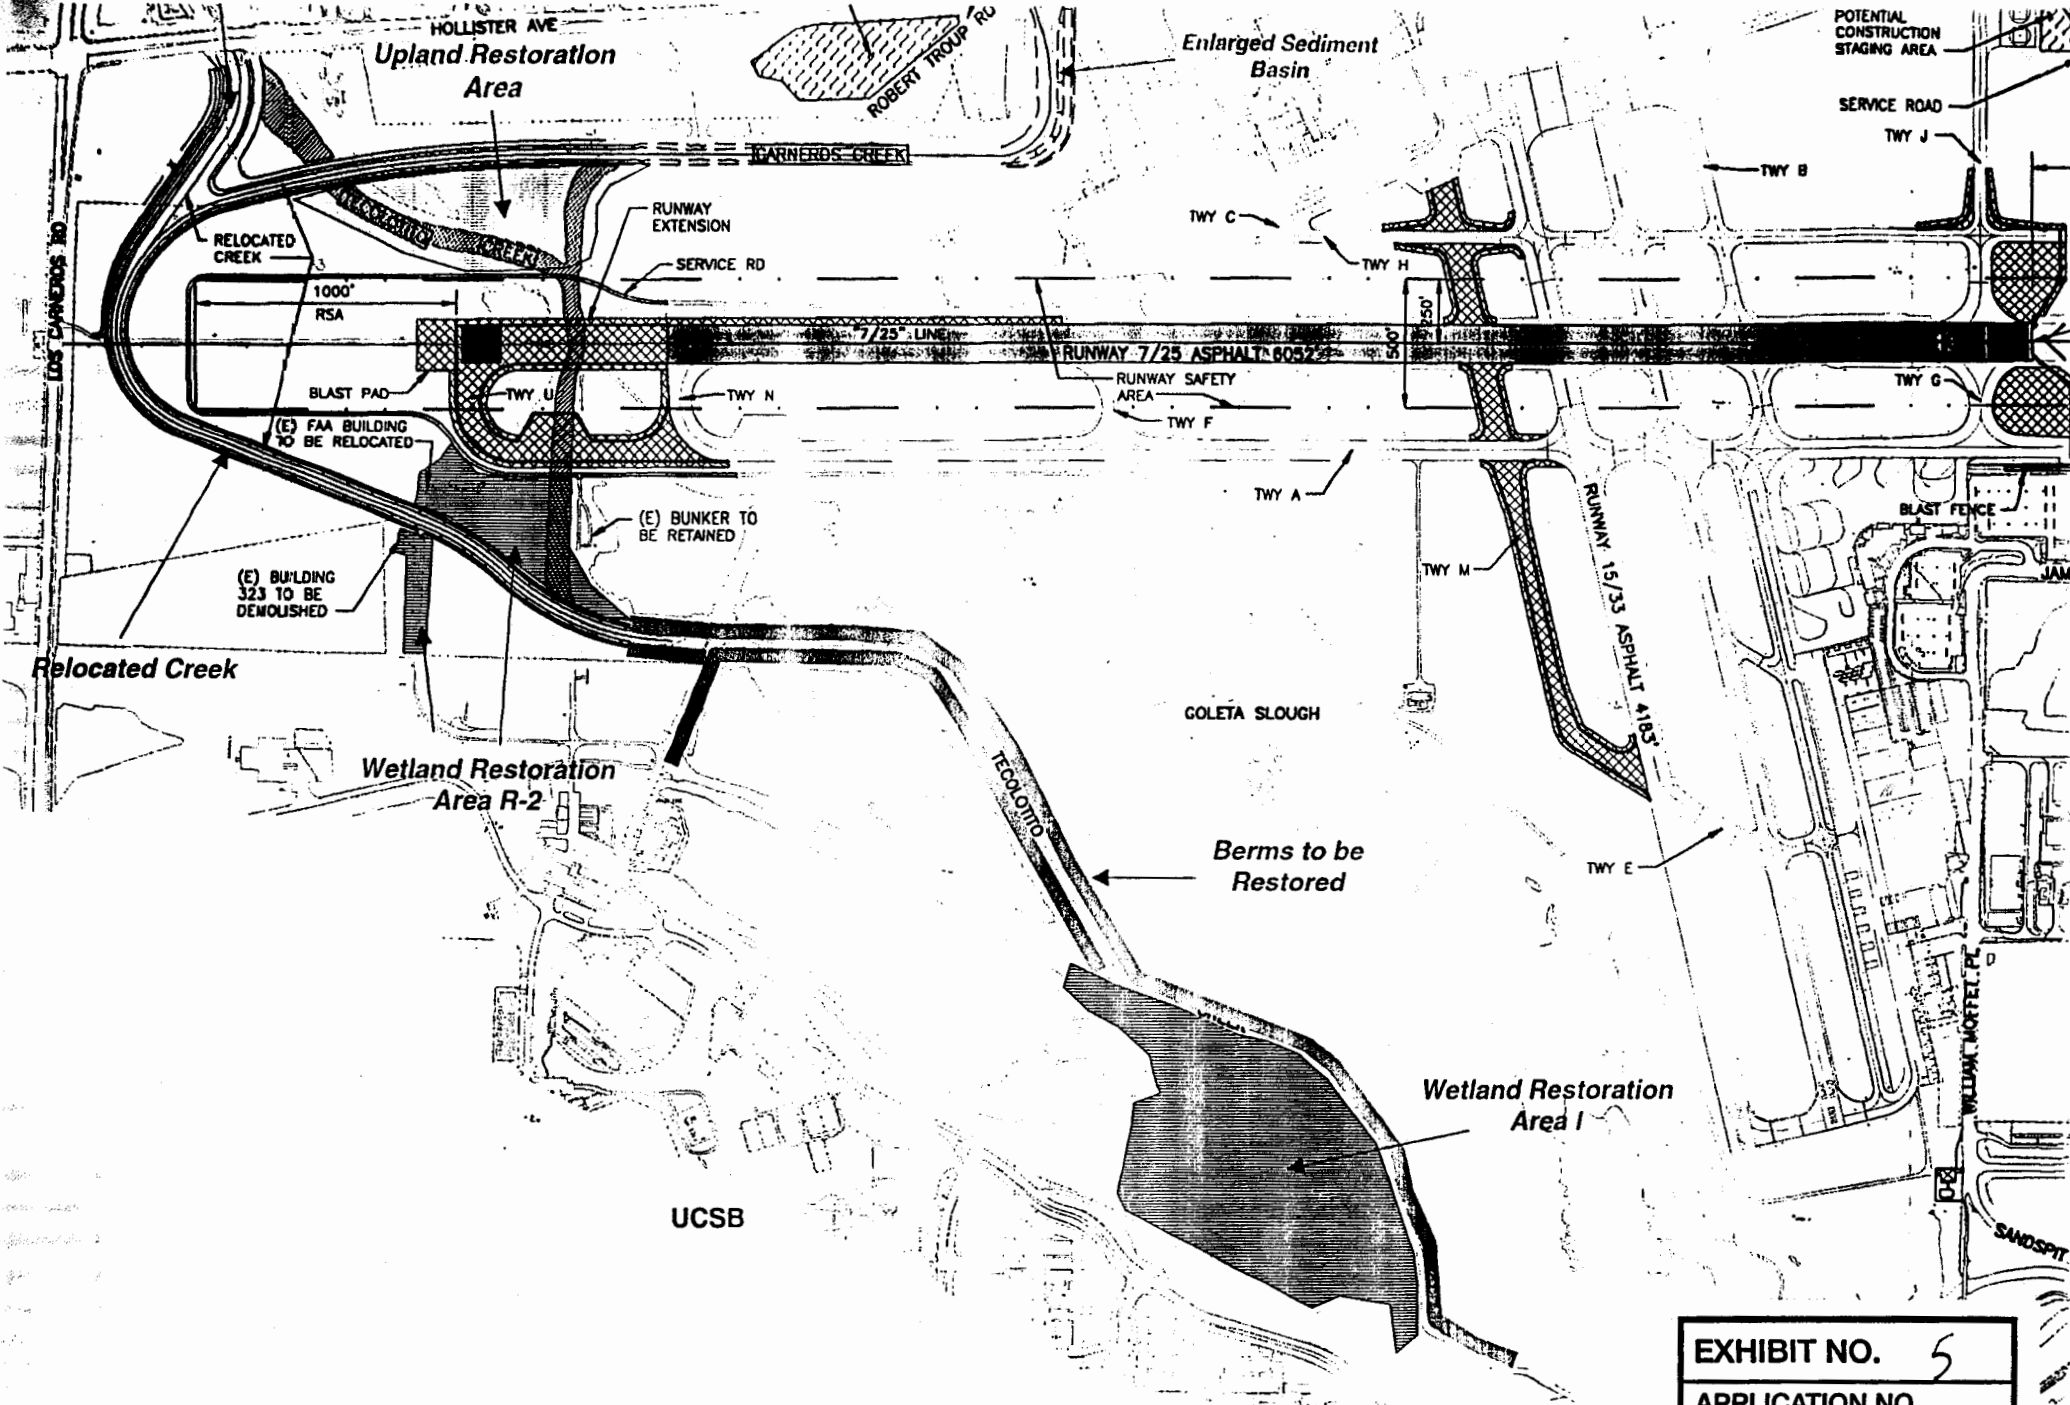 HOLLISTER AVE
Upland Restoration
Area
ROBERT TROUP RD
Enlarged Sediment
Basin
POTENTIAL
CONSTRUCTION
STAGING AREA
SERVICE ROAD
TWY J
TWY B
CARNEROS CREEK
TECOLOTITO
CREEK
RUNWAY
EXTENSION
TWY C
RELOCATED
CREEK
SERVICE RD
TWY H
LOS CARNEROS RD
1000'
RSA
250'
500'
"7/25" LINE
RUNWAY 7/25 ASPHALT 6052'
BLAST PAD
TWY U
TWY N
RUNWAY SAFETY
AREA
TWY F
TWY G
(E) FAA BUILDING
TO BE RELOCATED
TWY A
BLAST FENCE
(E) BUNKER TO
BE RETAINED
(E) BUILDING
323 TO BE
DEMOLISHED
TWY M
RUNWAY 15/33 ASPHALT 4183'
JAM
Relocated Creek
GOLETA SLOUGH
Wetland Restoration
Area R-2
TECOLOTITO
Berms to be
Restored
TWY E
WILLIAM MOFFET PL
Wetland Restoration
Area I
UCSB
SANDSPIT
EXHIBIT NO. 5
APPLICATION NO.